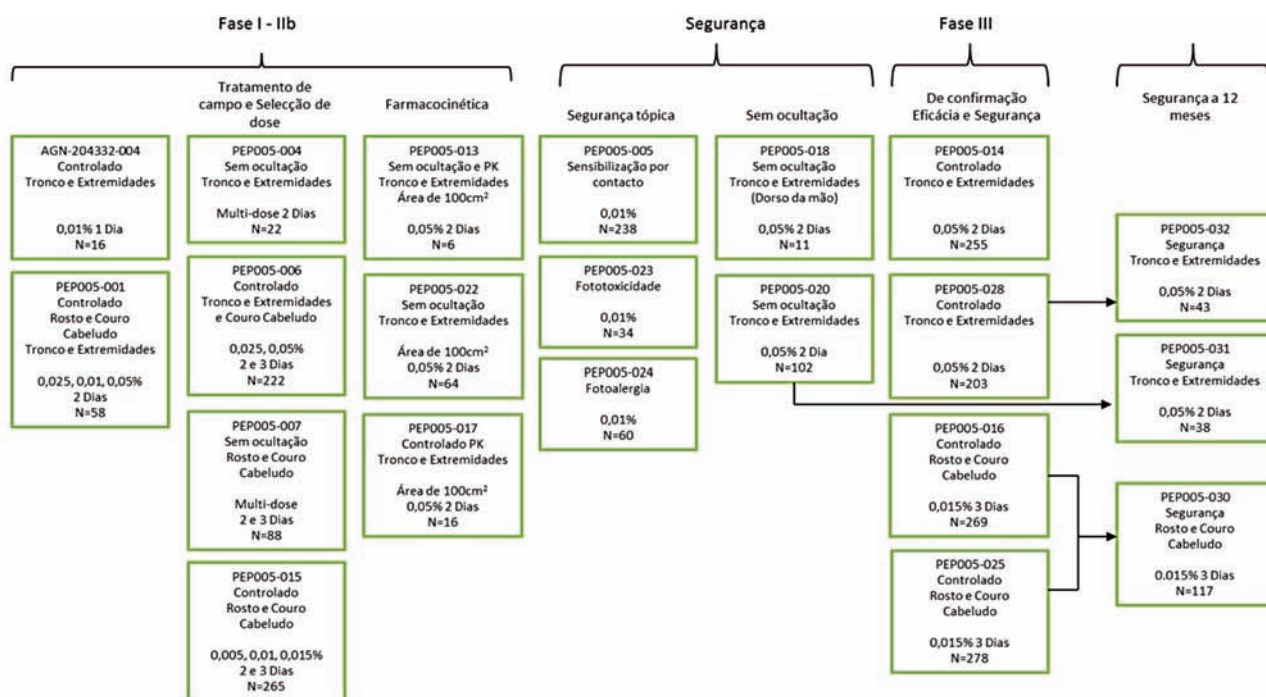 Fase I - IIb
Segurança
Fase III
Tratamento de
campo e Selecção de
dose
Farmacocinética
Segurança tópica
Sem ocultação
De confirmação
Eficácia e Segurança
Segurança a 12
meses
AGN-204332-004
Controlado
Tronco e Extremidades
0,01% 1 Dia
N=16
PEP005-001
Controlado
Rosto e Couro
Cabeludo
Tronco e Extremidades
0,025, 0,01, 0,05%
2 Dias
N=58
PEP005-004
Sem ocultação
Tronco e Extremidades
Multi-dose 2 Dias
N=22
PEP005-006
Controlado
Tronco e Extremidades
e Couro Cabeludo
0,025, 0,05%
2 e 3 Dias
N=222
PEP005-007
Sem ocultação
Rosto e Couro
Cabeludo
Multi-dose
2 e 3 Dias
N=88
PEP005-015
Controlado
Rosto e Couro
Cabeludo
0,005, 0,01, 0,015%
2 e 3 Dias
N=265
PEP005-013
Sem ocultação e PK
Tronco e Extremidades
Área de 100cm²
0,05% 2 Dias
N=6
PEP005-022
Sem ocultação
Tronco e Extremidades
Área de 100cm²
0,05% 2 Dias
N=64
PEP005-017
Controlado PK
Tronco e Extremidades
Área de 100cm²
0,05% 2 Dias
N=16
PEP005-005
Sensibilização por
contacto
0,01%
N=238
PEP005-023
Fototoxicidade
0,01%
N=34
PEP005-024
Fotoalergia
0,01%
N=60
PEP005-018
Sem ocultação
Tronco e Extremidades
(Dorso da mão)
0,05% 2 Dias
N=11
PEP005-020
Sem ocultação
Tronco e Extremidades
0,05% 2 Dia
N=102
PEP005-014
Controlado
Tronco e Extremidades
0,05% 2 Dias
N=255
PEP005-028
Controlado
Tronco e Extremidades
0,05% 2 Dias
N=203
PEP005-016
Controlado
Rosto e Couro
Cabeludo
0,015% 3 Dias
N=269
PEP005-025
Controlado
Rosto e Couro
Cabeludo
0,015% 3 Dias
N=278
PEP005-032
Segurança
Tronco e Extremidades
0,05% 2 Dias
N=43
PEP005-031
Segurança
Tronco e Extremidades
0,05% 2 Dias
N=38
PEP005-030
Segurança
Rosto e Couro
Cabeludo
0.015% 3 Dias
N=117